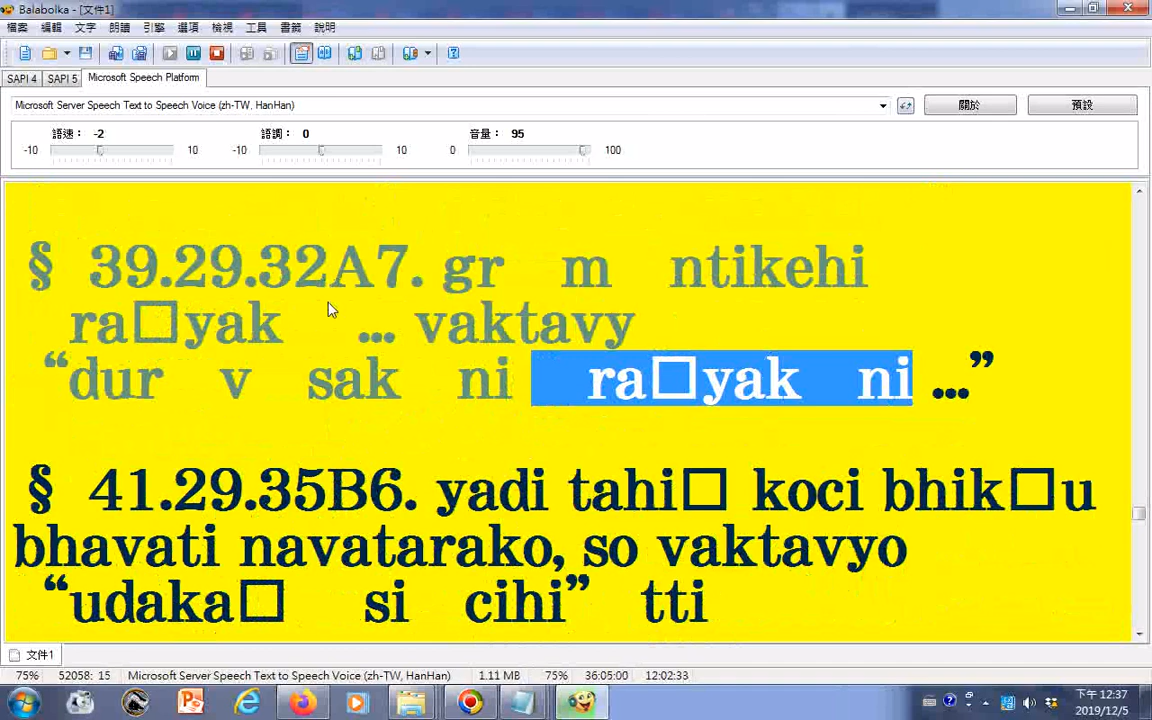 Balabolka - [文件1]
檔案 編輯 文字 朗讀 引擎 選項 檢視 工具 書籤 說明
SAPI 4 SAPI 5 Microsoft Speech Platform
Microsoft Server Speech Text to Speech Voice (zh-TW, HanHan) 關於 預設
語速： -2 語調： 0 音量： 95
-10 10 -10 10 0 100
§ 39.29.32A7. gr m ntikehi
ra□yak ... vaktavy
“dur v sak ni ra□yak ni ...”
§ 41.29.35B6. yadi tahi□ koci bhik□u
bhavati navatarako, so vaktavyo
“udaka□ si cihi” tti
文件1
75% 52058: 15 Microsoft Server Speech Text to Speech Voice (zh-TW, HanHan) 1.11 MB 75% 36:05:00 12:02:33
下午 12:37
2019/12/5